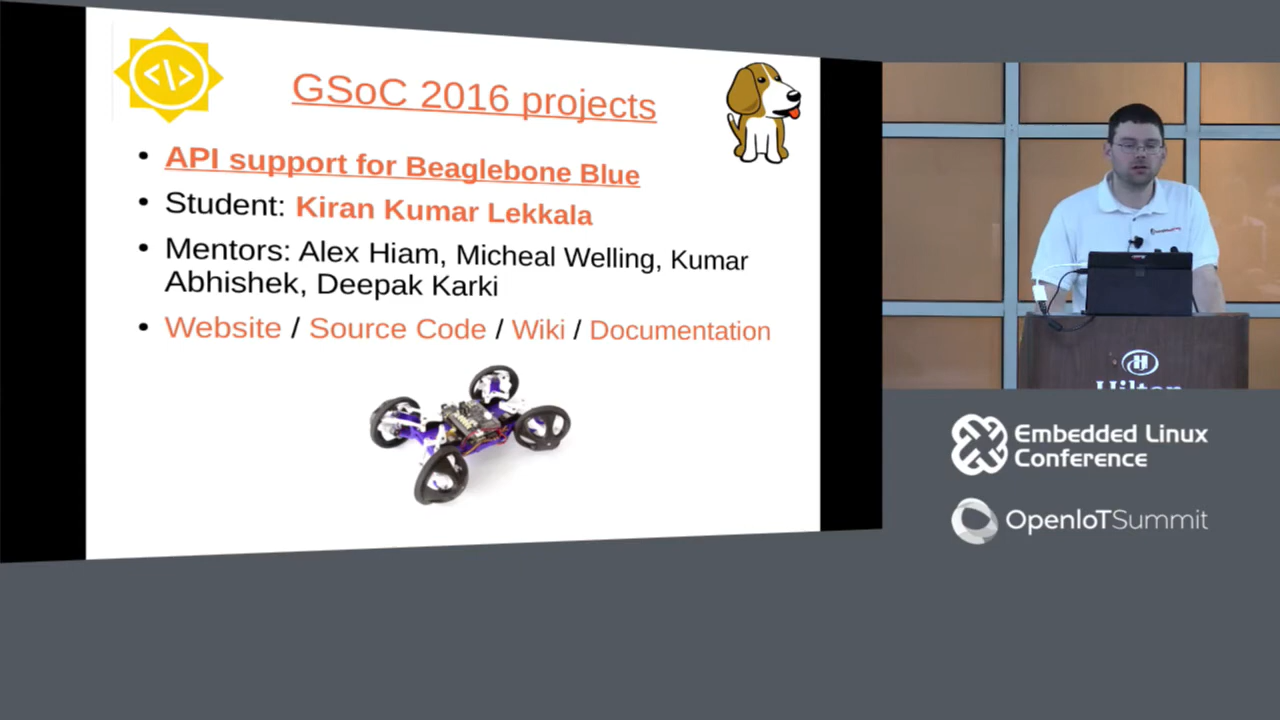 GSoC 2016 projects
• API support for Beaglebone Blue
• Student: Kiran Kumar Lekkala
• Mentors: Alex Hiam, Micheal Welling, Kumar
Abhishek, Deepak Karki
• Website / Source Code / Wiki / Documentation
Hilton
Embedded Linux
Conference
OpenIoTSummit